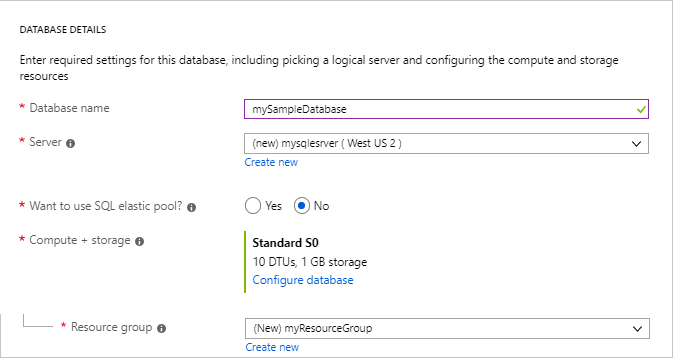 DATABASE DETAILS
Enter required settings for this database, including picking a logical server and configuring the compute and storage
resources
* Database name
mySampleDatabase
* Server
(new) mysqlesrver ( West US 2 )
Create new
* Want to use SQL elastic pool?
Yes
No
* Compute + storage
Standard S0
10 DTUs, 1 GB storage
Configure database
* Resource group
(New) myResourceGroup
Create new